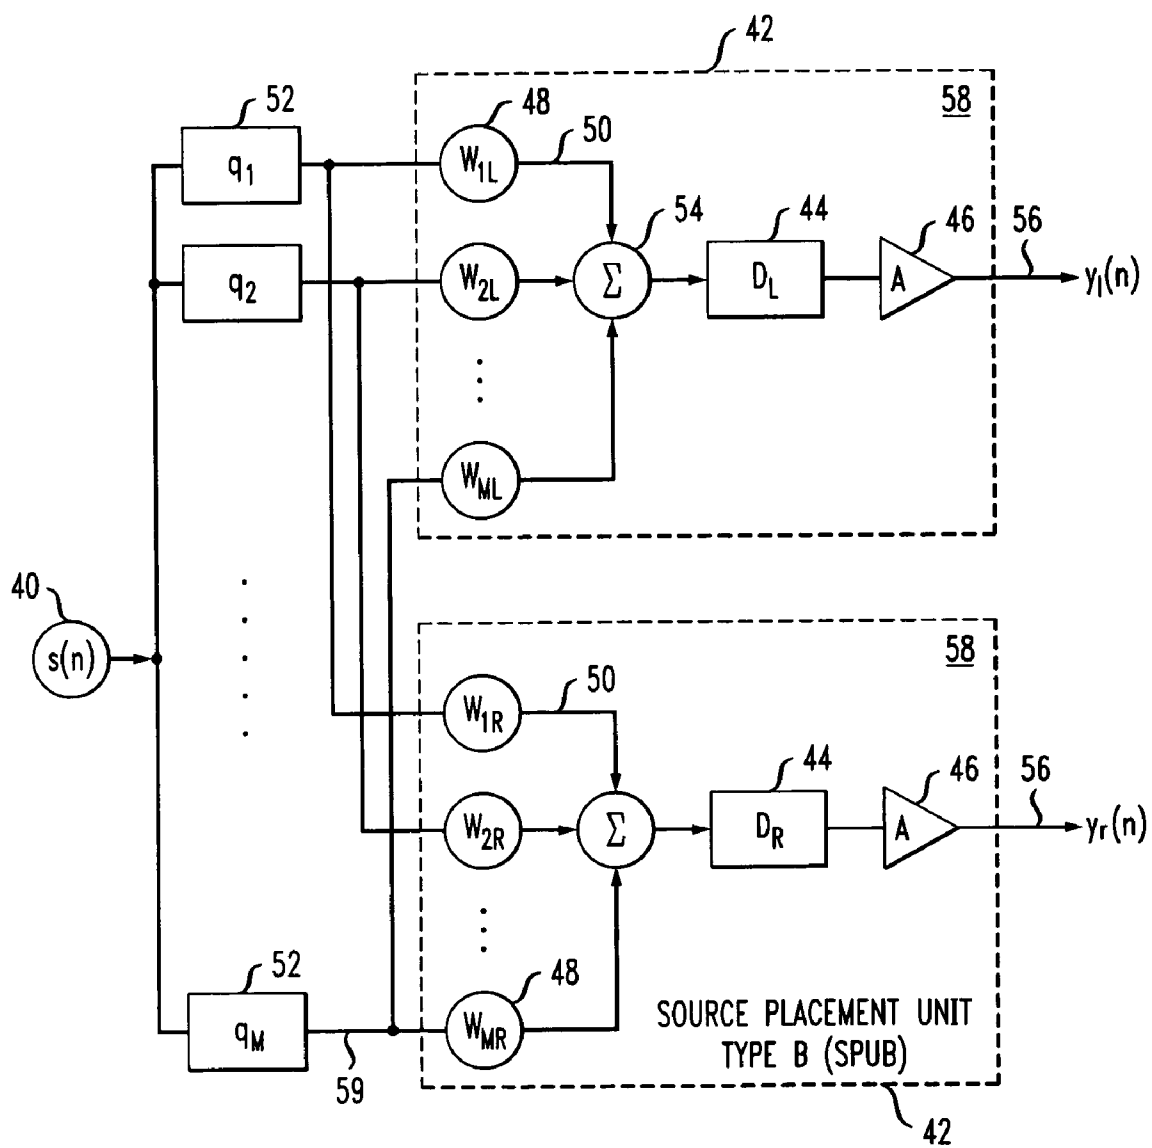 42
52
48
50
58
q1
W1L
54
44
46
56
q2
W2L
Σ
DL
A
yl(n)
WML
40
s(n)
58
W1R
50
44
46
56
W2R
Σ
DR
A
yr(n)
52
48
qM
59
WMR
SOURCE PLACEMENT UNIT
TYPE B (SPUB)
42